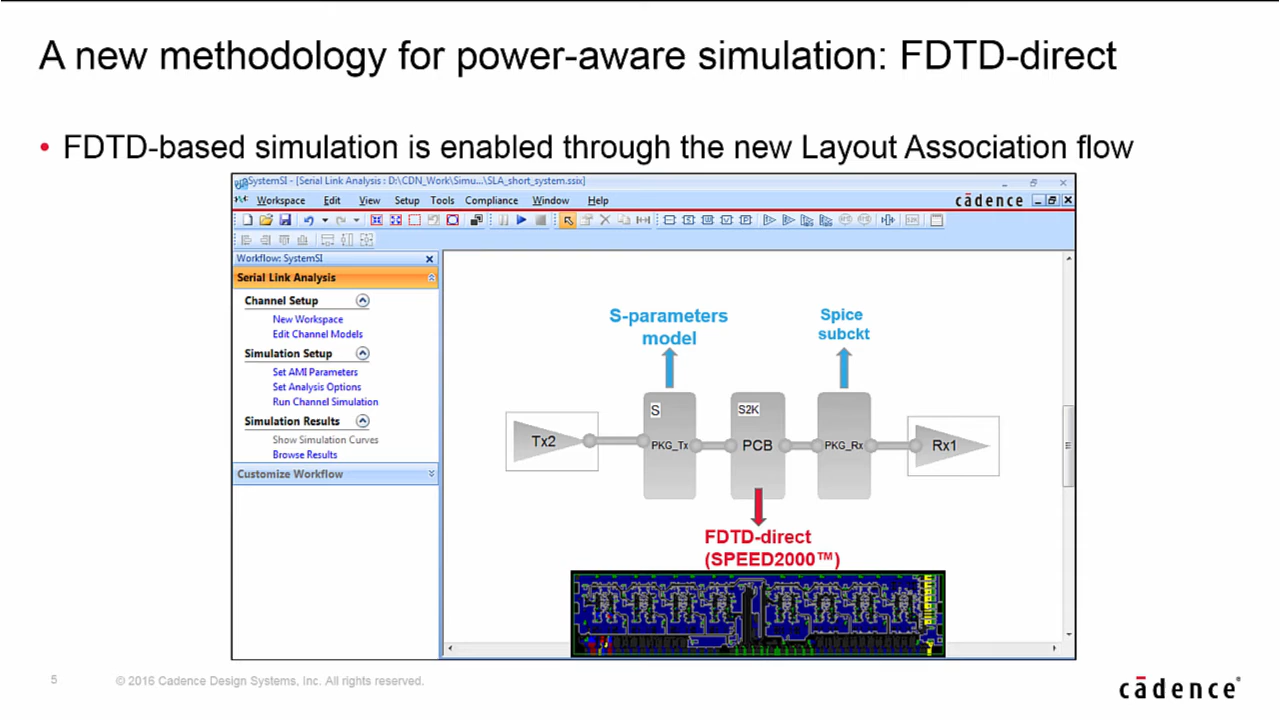 A new methodology for power-aware simulation: FDTD-direct
• FDTD-based simulation is enabled through the new Layout Association flow
SystemSI - [Serial Link Analysis : D:\CDN_Work\Simu...\SLA_short_system.ssix]
Workspace Edit View Setup Tools Compliance Window Help
cādence
Workflow: SystemSI
Serial Link Analysis
Channel Setup
New Workspace
Edit Channel Models
Simulation Setup
Set AMI Parameters
Set Analysis Options
Run Channel Simulation
Simulation Results
Show Simulation Curves
Browse Results
Customize Workflow
S-parameters
model
Spice
subckt
S
S2K
Tx2
PKG_Tx
PCB
PKG_Rx
Rx1
FDTD-direct
(SPEED2000™)
5
© 2016 Cadence Design Systems, Inc. All rights reserved.
cādence®